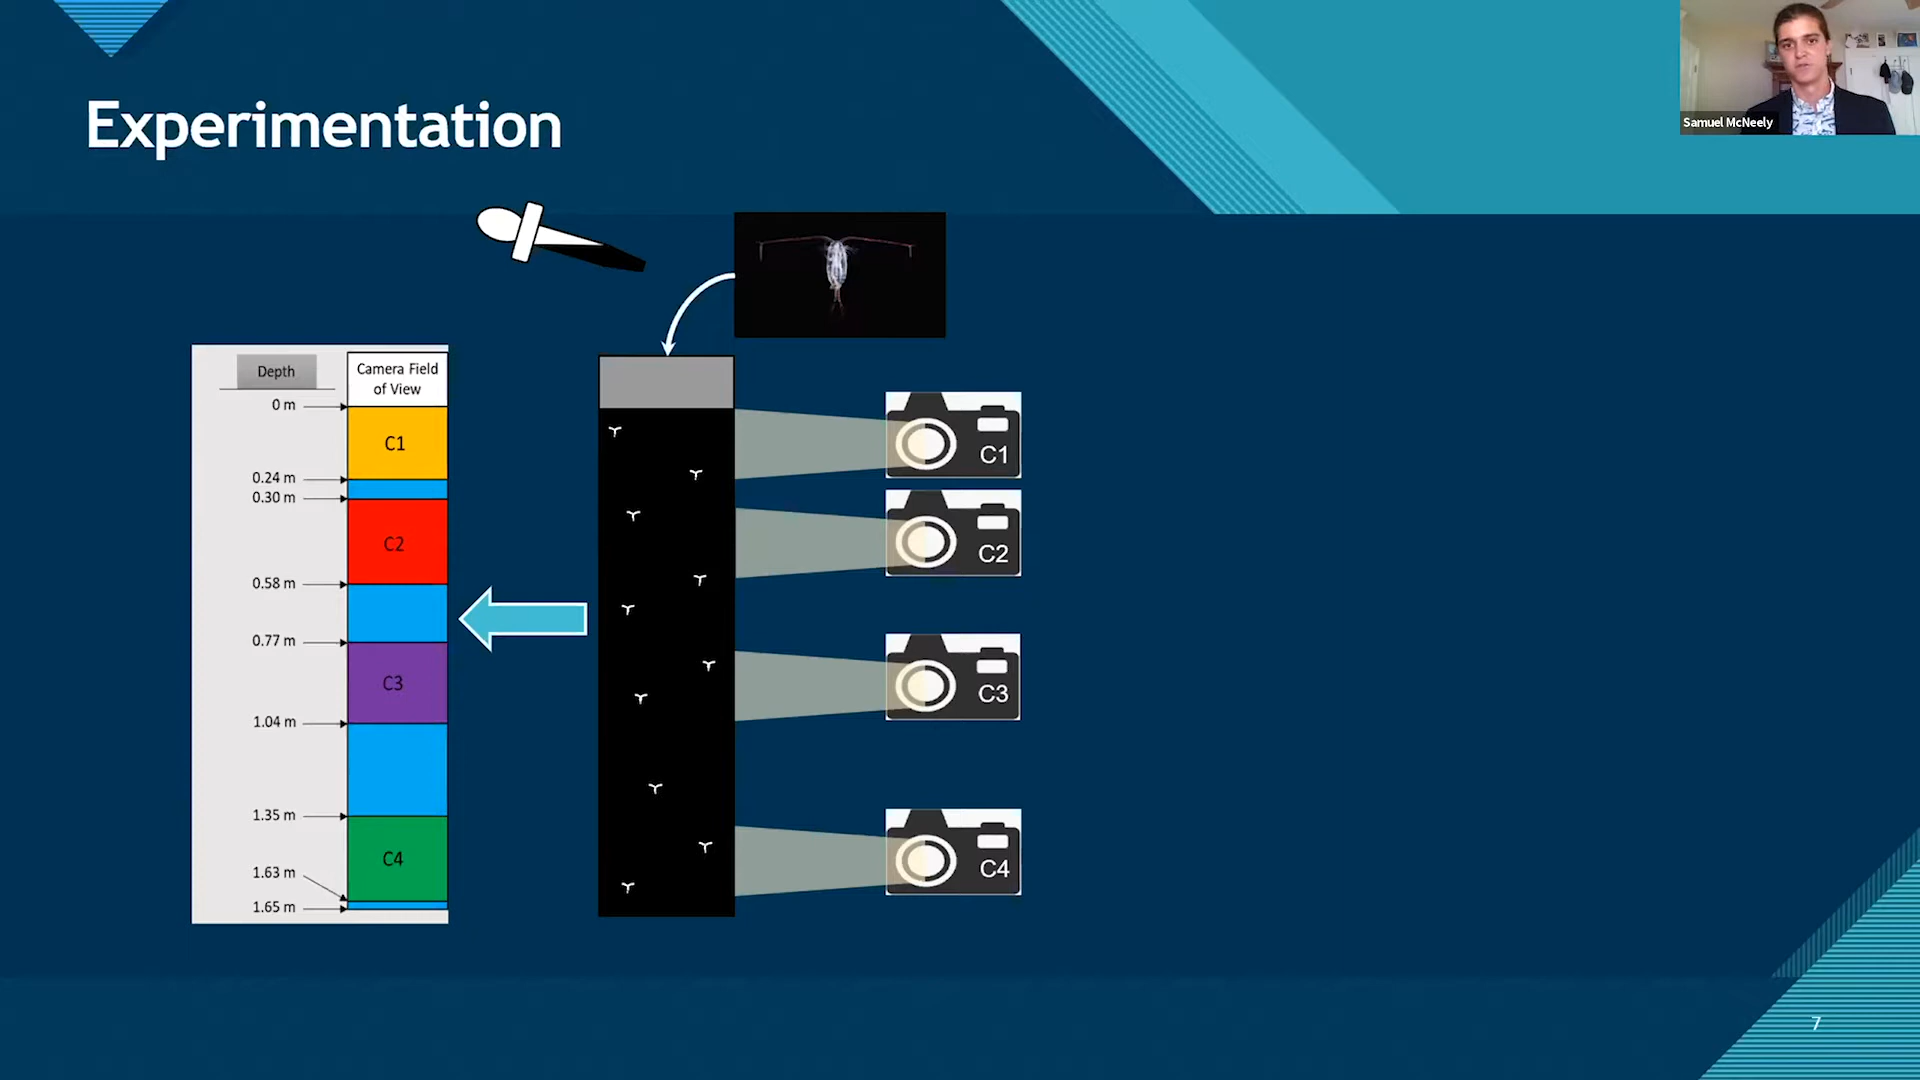 Experimentation
Samuel McNeely
Depth
Camera Field
of View
0 m
C1
0.24 m
0.30 m
C2
0.58 m
0.77 m
C3
1.04 m
1.35 m
C4
1.63 m
1.65 m
C1
C2
C3
C4
7